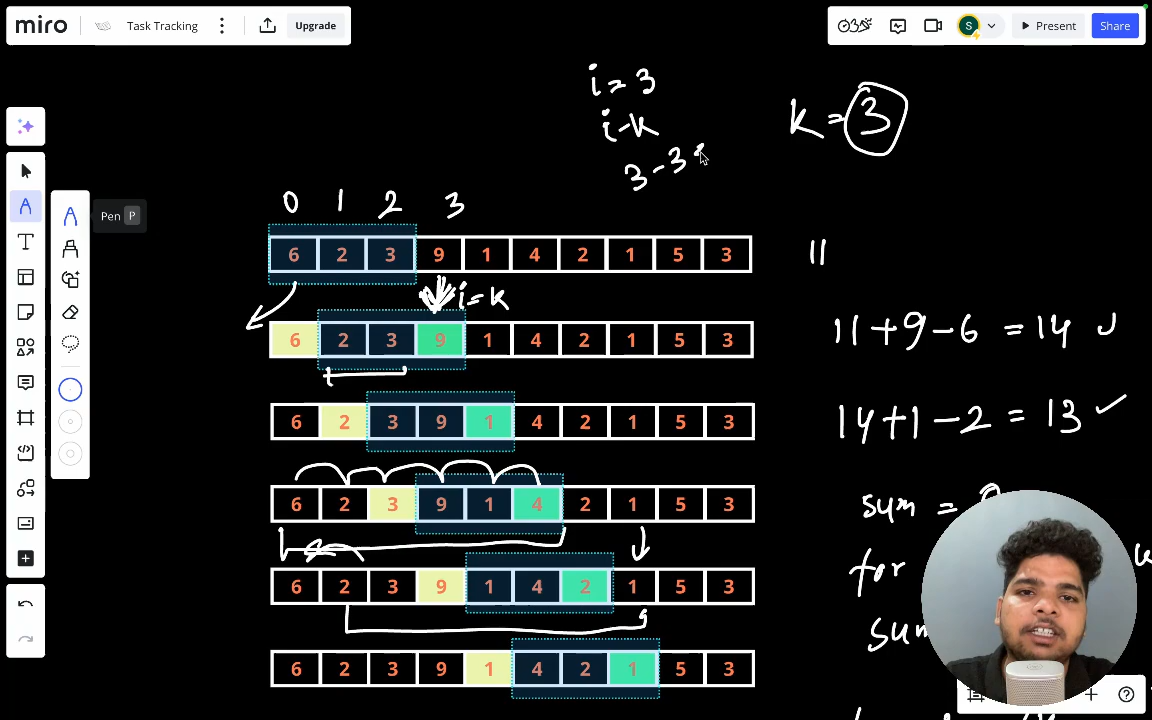 miro Task Tracking Upgrade
S Present Share
i = 3
i - k
3 - 3
k = 3
Pen P
0 1 2 3
6 2 3 9 1 4 2 1 5 3
11
i = k
6 2 3 9 1 4 2 1 5 3
11 + 9 - 6 = 14
6 2 3 9 1 4 2 1 5 3
14 + 1 - 2 = 13
6 2 3 9 1 4 2 1 5 3
sum =
for
6 2 3 9 1 4 2 1 5 3
sum
6 2 3 9 1 4 2 1 5 3